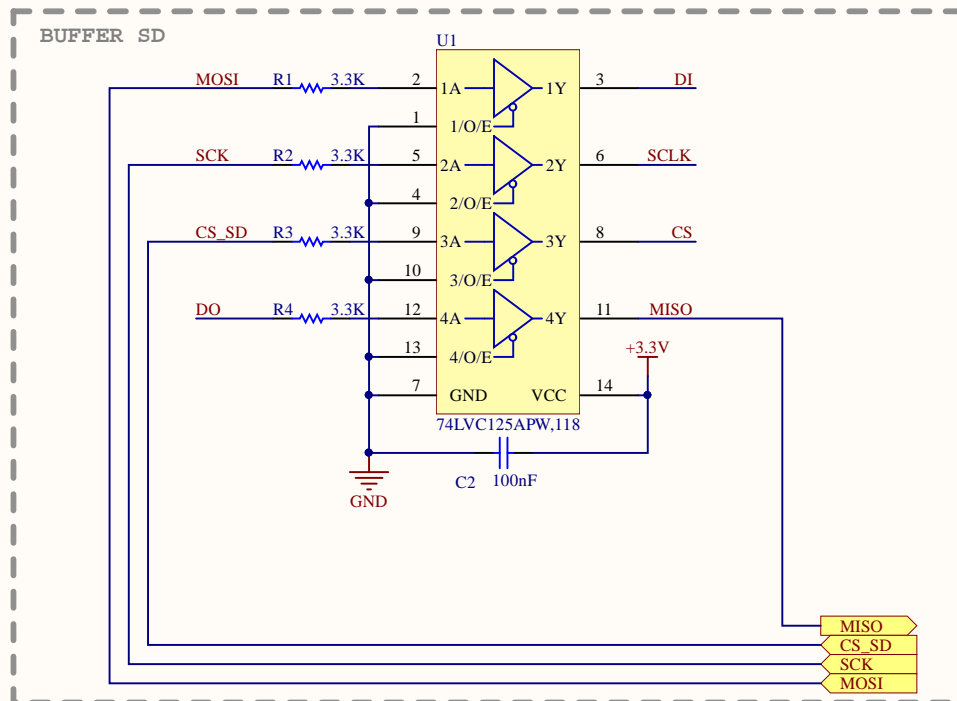 BUFFER SD
U1
MOSI R1 3.3K 2 1A 1Y 3 DI
1 1/O/E
SCK R2 3.3K 5 2A 2Y 6 SCLK
4 2/O/E
CS_SD R3 3.3K 9 3A 3Y 8 CS
10 3/O/E
DO R4 3.3K 12 4A 4Y 11 MISO
13 4/O/E
+3.3V
7 GND VCC 14
74LVC125APW,118
C2 100nF
GND
MISO
CS_SD
SCK
MOSI